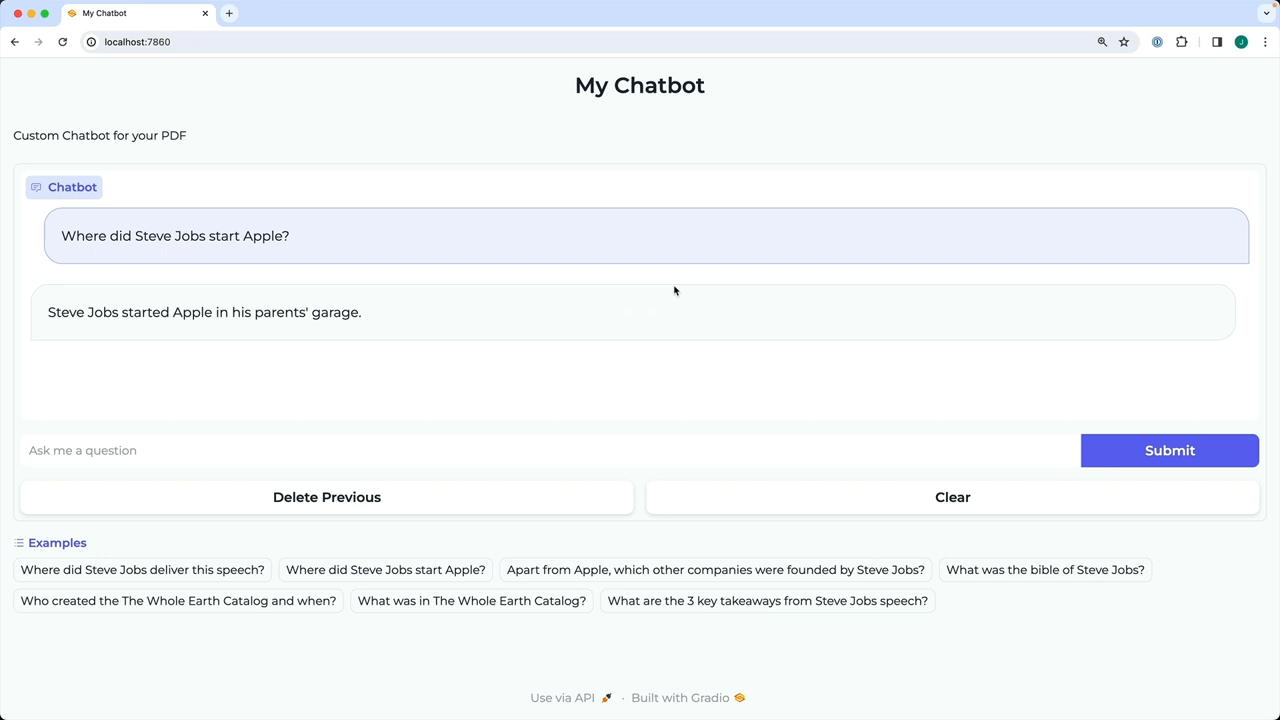 My Chatbot
localhost:7860
J
My Chatbot
Custom Chatbot for your PDF
Chatbot
Where did Steve Jobs start Apple?
Steve Jobs started Apple in his parents' garage.
Ask me a question
Submit
Delete Previous
Clear
Examples
Where did Steve Jobs deliver this speech?
Where did Steve Jobs start Apple?
Apart from Apple, which other companies were founded by Steve Jobs?
What was the bible of Steve Jobs?
Who created the The Whole Earth Catalog and when?
What was in The Whole Earth Catalog?
What are the 3 key takeaways from Steve Jobs speech?
Use via API · Built with Gradio